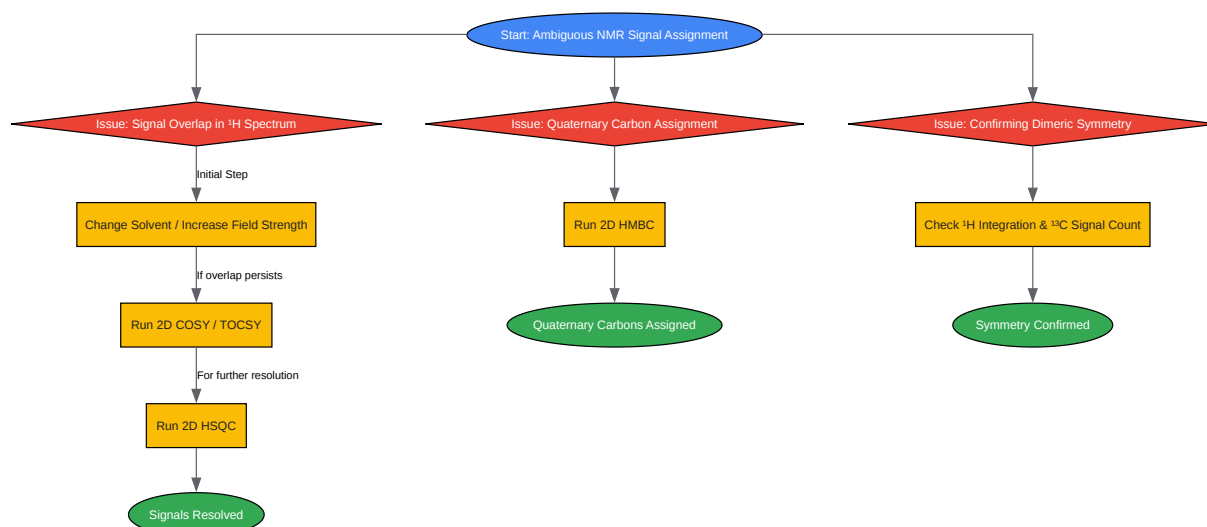 Start: Ambiguous NMR Signal Assignment
Issue: Signal Overlap in ¹H Spectrum
Issue: Quaternary Carbon Assignment
Issue: Confirming Dimeric Symmetry
Initial Step
Change Solvent / Increase Field Strength
Run 2D HMBC
Check ¹H Integration & ¹³C Signal Count
If overlap persists
Run 2D COSY / TOCSY
Quaternary Carbons Assigned
Symmetry Confirmed
For further resolution
Run 2D HSQC
Signals Resolved